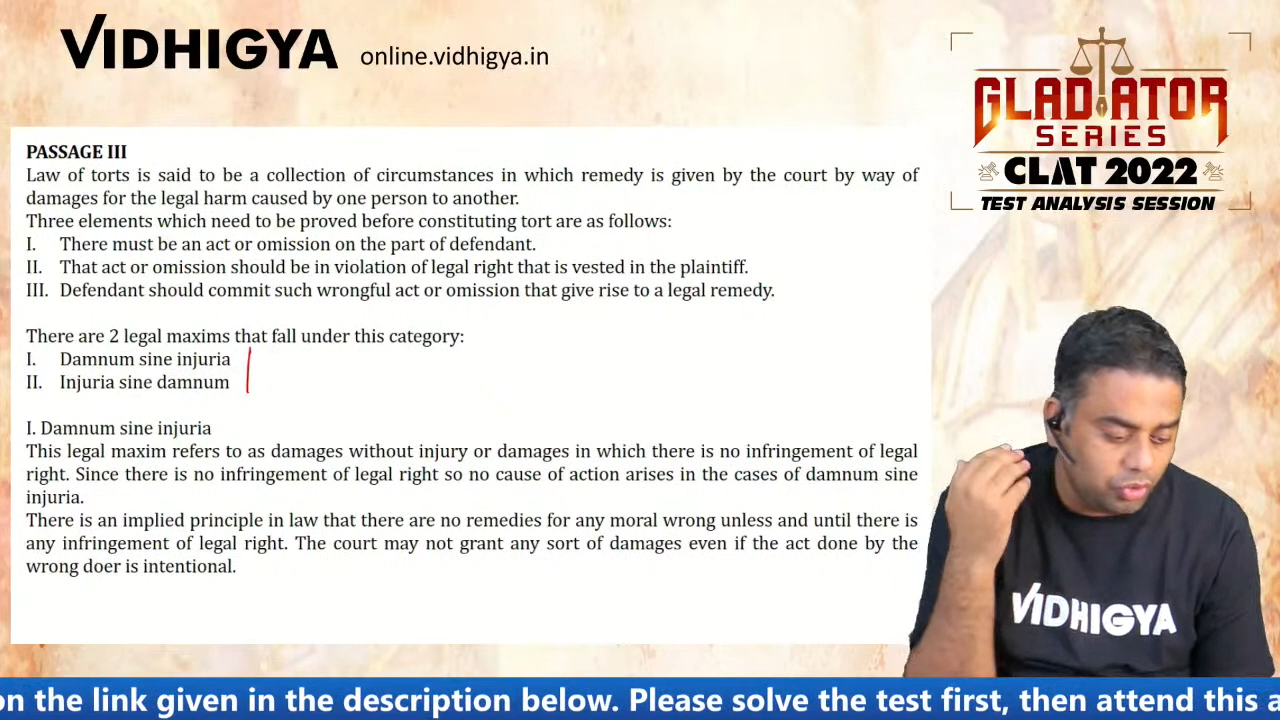 VIDHIGYA online.vidhigya.in
GLADIATOR
SERIES
CLAT 2022
TEST ANALYSIS SESSION
PASSAGE III
Law of torts is said to be a collection of circumstances in which remedy is given by the court by way of
damages for the legal harm caused by one person to another.
Three elements which need to be proved before constituting tort are as follows:
I. There must be an act or omission on the part of defendant.
II. That act or omission should be in violation of legal right that is vested in the plaintiff.
III. Defendant should commit such wrongful act or omission that give rise to a legal remedy.
There are 2 legal maxims that fall under this category:
I. Damnum sine injuria
II. Injuria sine damnum
I. Damnum sine injuria
This legal maxim refers to as damages without injury or damages in which there is no infringement of legal
right. Since there is no infringement of legal right so no cause of action arises in the cases of damnum sine
injuria.
There is an implied principle in law that there are no remedies for any moral wrong unless and until there is
any infringement of legal right. The court may not grant any sort of damages even if the act done by the
wrong doer is intentional.
VIDHIGYA
on the link given in the description below. Please solve the test first, then attend this a